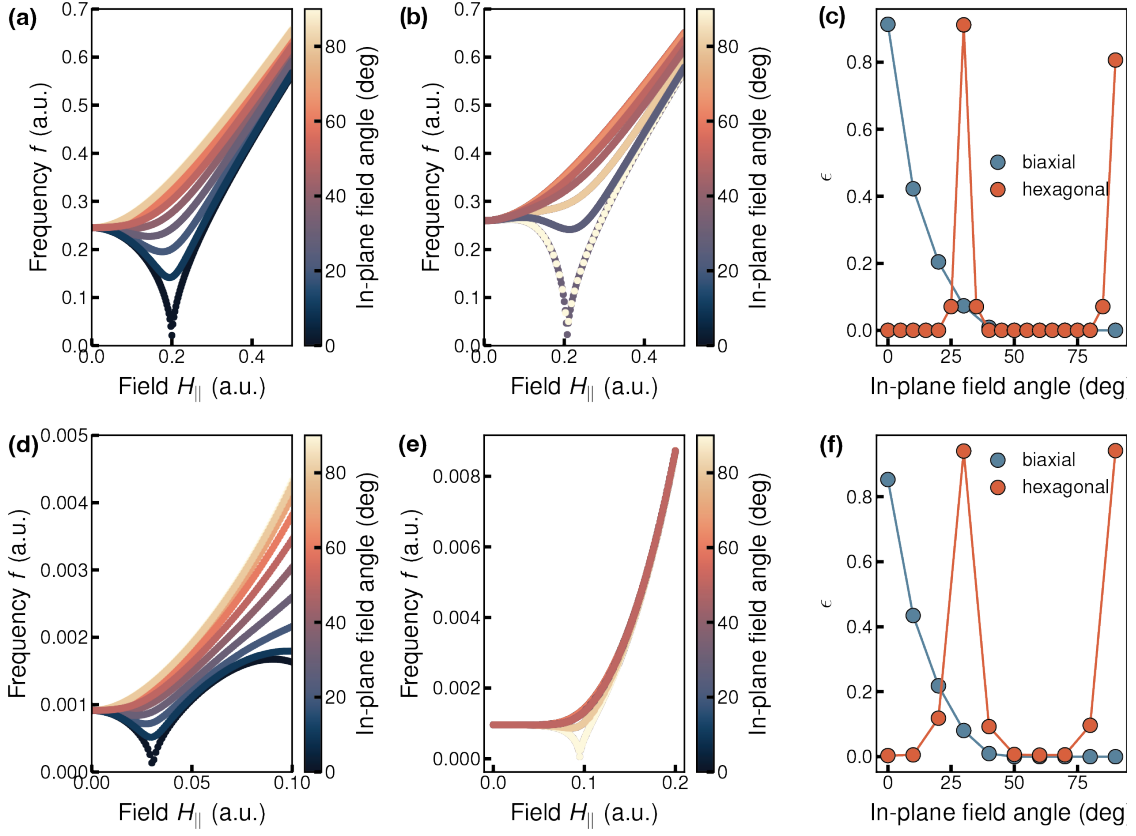 (a)
0.7
0.6
0.5
0.4
0.3
0.2
0.1
0.0
0.0
0.2
0.4
Frequency f (a.u.)
Field H|| (a.u.)
80
60
40
20
0
In-plane field angle (deg)
(b)
0.7
0.6
0.5
0.4
0.3
0.2
0.1
0.0
0.0
0.2
0.4
Frequency f (a.u.)
Field H|| (a.u.)
80
60
40
20
0
In-plane field angle (deg)
(c)
0.8
0.6
0.4
0.2
0.0
ϵ
biaxial
hexagonal
0
25
50
75
In-plane field angle (deg)
(d)
0.005
0.004
0.003
0.002
0.001
0.000
0.00
0.05
0.10
Frequency f (a.u.)
Field H|| (a.u.)
80
60
40
20
0
In-plane field angle (deg)
(e)
0.008
0.006
0.004
0.002
0.000
0.0
0.1
0.2
Frequency f (a.u.)
Field H|| (a.u.)
80
60
40
20
0
In-plane field angle (deg)
(f)
0.8
0.6
0.4
0.2
0.0
ϵ
biaxial
hexagonal
0
25
50
75
In-plane field angle (deg)